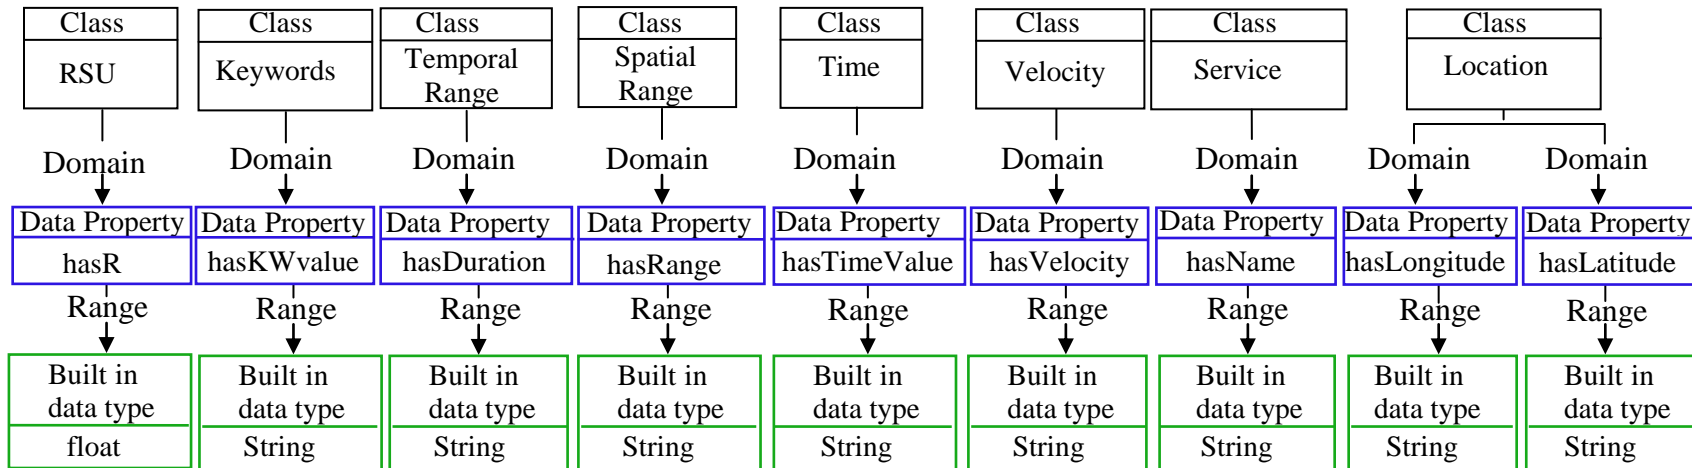 Class Class Class Class Class Class Class Class
RSU Keywords Temporal Range Spatial Range Time Velocity Service Location
Domain Domain Domain Domain Domain Domain Domain Domain Domain
Data Property Data Property Data Property Data Property Data Property Data Property Data Property Data Property Data Property
hasR hasKWvalue hasDuration hasRange hasTimeValue hasVelocity hasName hasLongitude hasLatitude
Range Range Range Range Range Range Range Range Range
Built in Built in Built in Built in Built in Built in Built in Built in Built in
data type data type data type data type data type data type data type data type data type
float String String String String String String String String